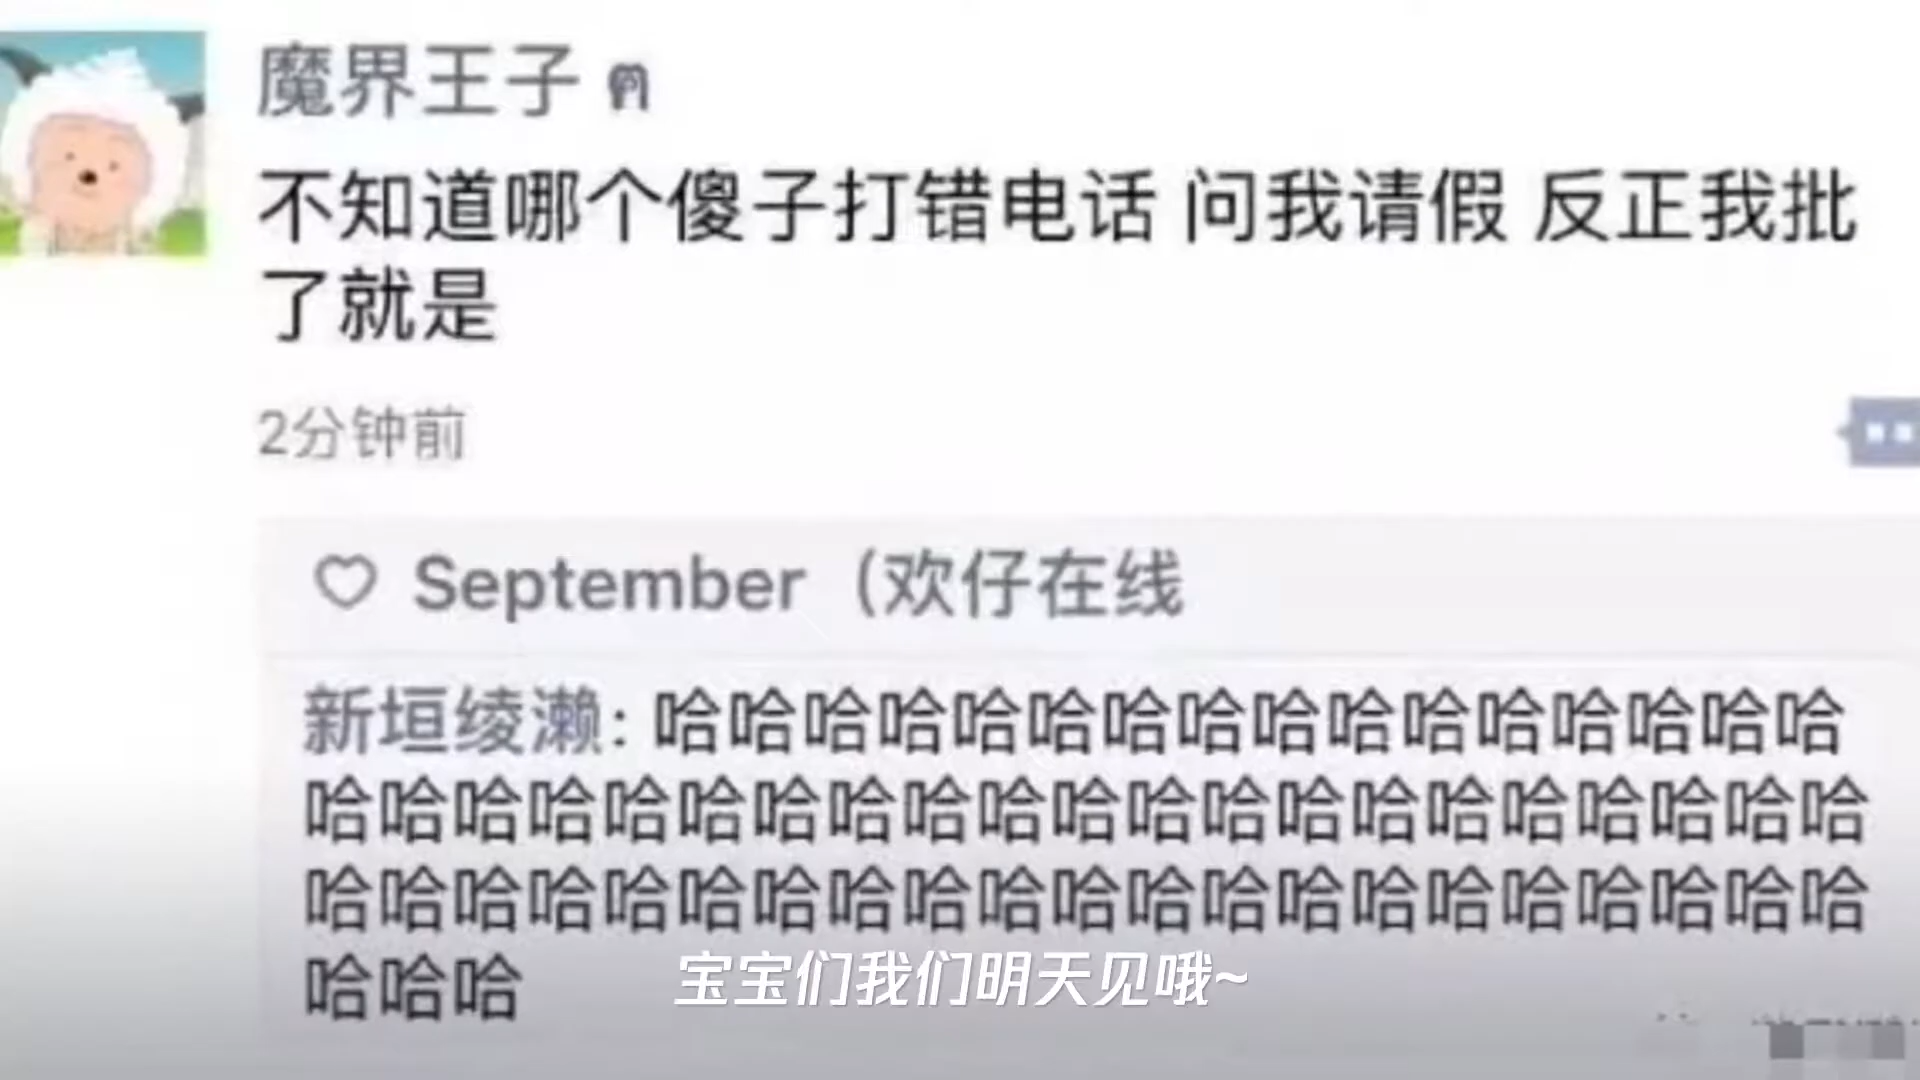 魔界王子 ຕ
不知道哪个傻子打错电话 问我请假 反正我批
了就是
2分钟前
♡ September（欢仔在线
新垣绫濑: 哈哈哈哈哈哈哈哈哈哈哈哈哈哈哈哈
哈哈哈哈哈哈哈哈哈哈哈哈哈哈哈哈哈哈哈哈哈
哈哈哈哈哈哈哈哈哈哈哈哈哈哈哈哈哈哈哈哈哈
哈哈哈
宝宝们我们明天见哦~